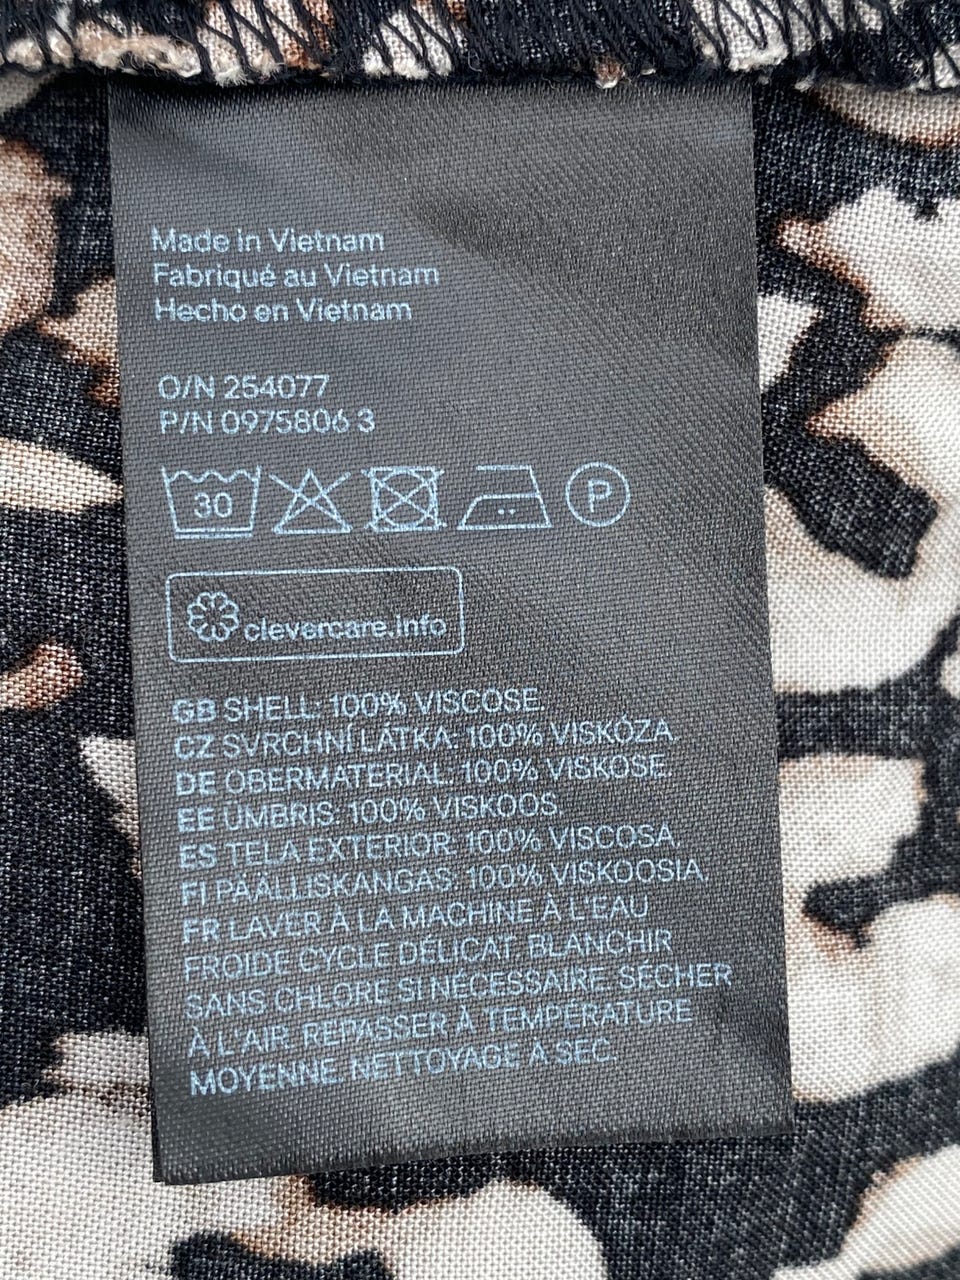 Made in Vietnam
Fabriqué au Vietnam
Hecho en Vietnam
O/N 254077
P/N 09758063
30 P
clevercare.info
GB SHELL: 100% VISCOSE.
CZ SVRCHNÍ LÁTKA: 100% VISKÓZA.
DE OBERMATERIAL: 100% VISKOSE.
EE ÜMBRIS: 100% VISKOOS.
ES TELA EXTERIOR: 100% VISCOSA.
FI PÄÄLLISKANGAS: 100% VISKOOSIA.
FR LAVER À LA MACHINE À L'EAU
FROIDE CYCLE DÉLICAT. BLANCHIR
SANS CHLORE SI NÉCESSAIRE. SÉCHER
À L'AIR. REPASSER À TEMPÉRATURE
MOYENNE. NETTOYAGE À SEC.